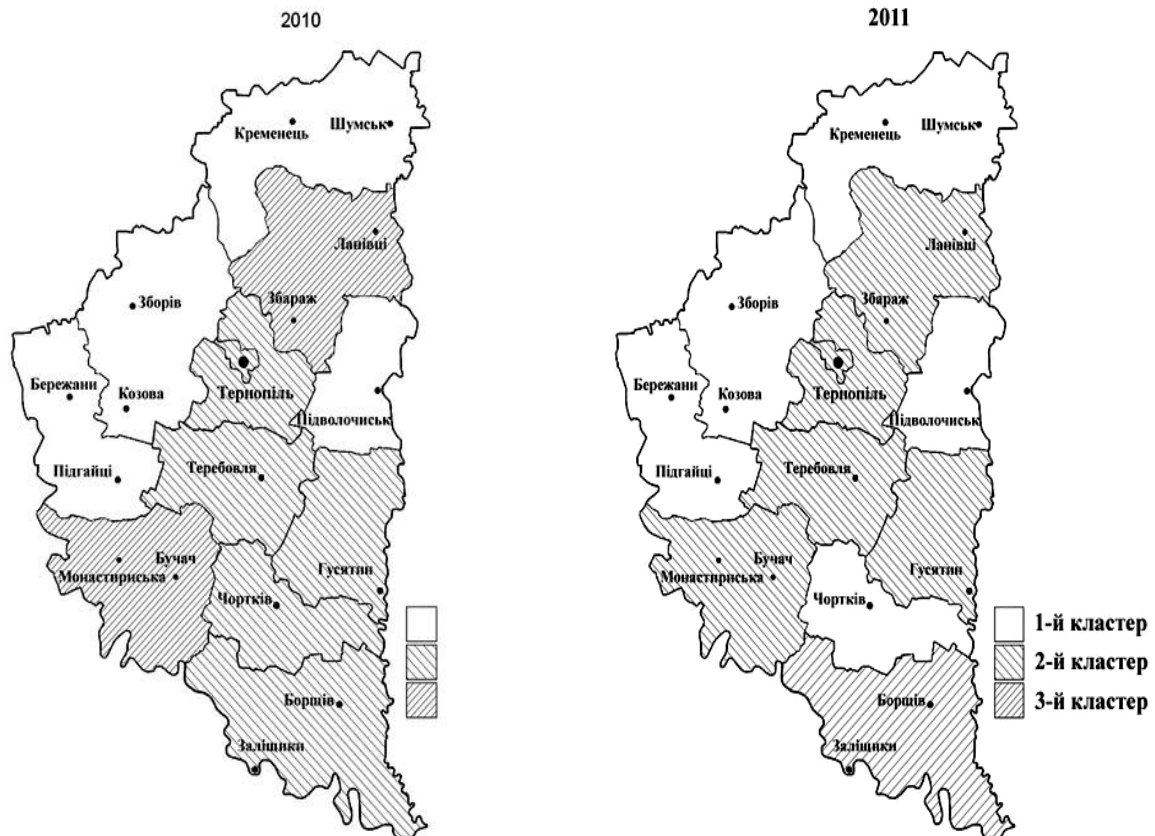 2010
Кременець
Шумськ
Ланівці
Зборів
Збараж
Бережани
Козова
Тернопіль
Підволочиськ
Підгайці
Теребовля
Бучач
Монастириська
Гусятин
Чортків
Борщів
Заліщики
2011
Кременець
Шумськ
Ланівці
Зборів
Збараж
Бережани
Козова
Тернопіль
Підволочиськ
Підгайці
Теребовля
Бучач
Монастириська
Гусятин
Чортків
Борщів
Заліщики
1-й кластер
2-й кластер
3-й кластер